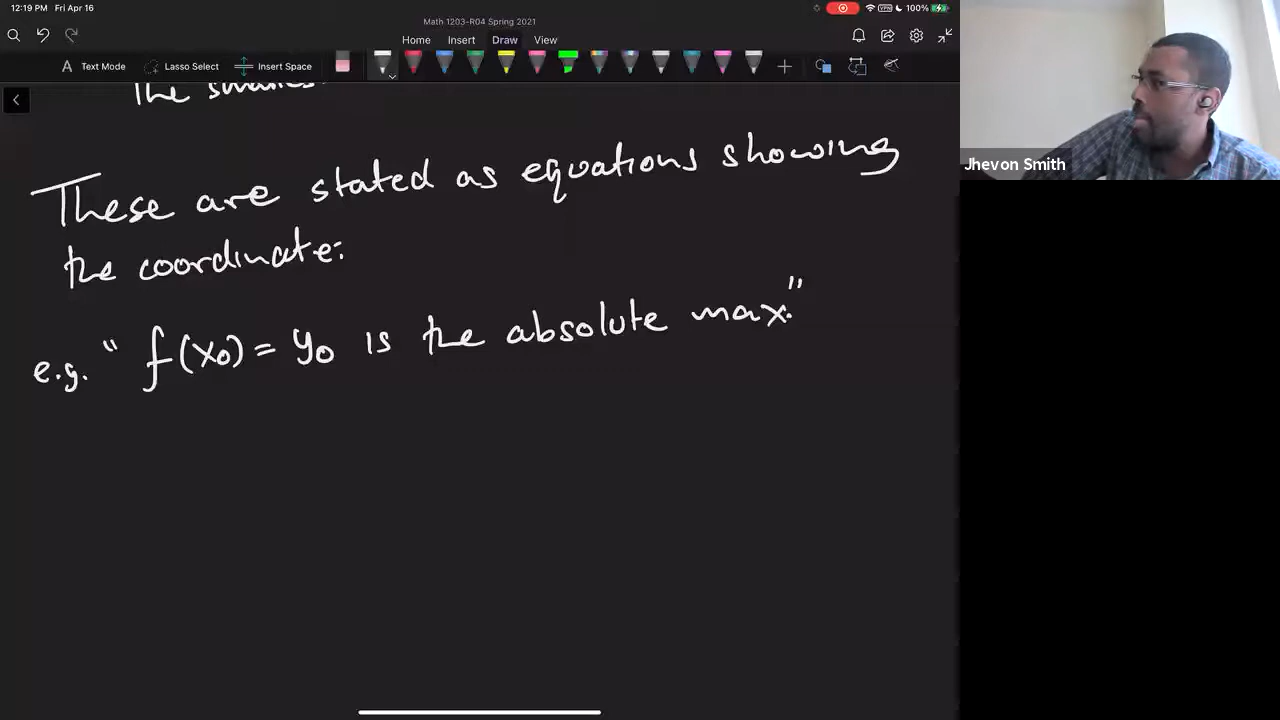 12:19 PM Fri Apr 16
100%
Math 1203-R04 Spring 2021
Home Insert Draw View
Text Mode Lasso Select Insert Space
The
These are stated as equations showing
the coordinate:
e.g. " f(x₀) = y₀ is the absolute max."
Jhevon Smith